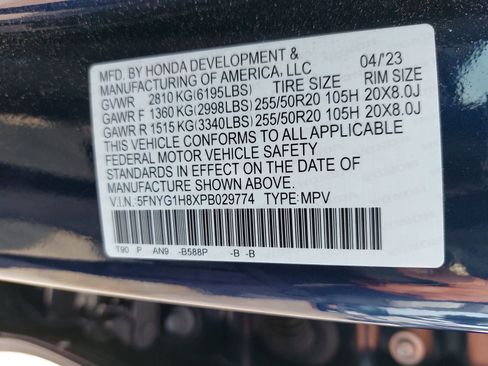 MFD. BY HONDA DEVELOPMENT & 04/'23
MANUFACTURING OF AMERICA, LLC
GVWR 2810 KG(6195LBS) TIRE SIZE RIM SIZE
GAWR F 1360 KG(2998LBS) 255/50R20 105H 20X8.0J
GAWR R 1515 KG(3340LBS) 255/50R20 105H 20X8.0J
THIS VEHICLE CONFORMS TO ALL APPLICABLE
FEDERAL MOTOR VEHICLE SAFETY
STANDARDS IN EFFECT ON THE DATE OF
MANUFACTURE SHOWN ABOVE.
V.I.N.: 5FNYG1H8XPB029774 TYPE: MPV
T90 P AN9 -B588P -B -B